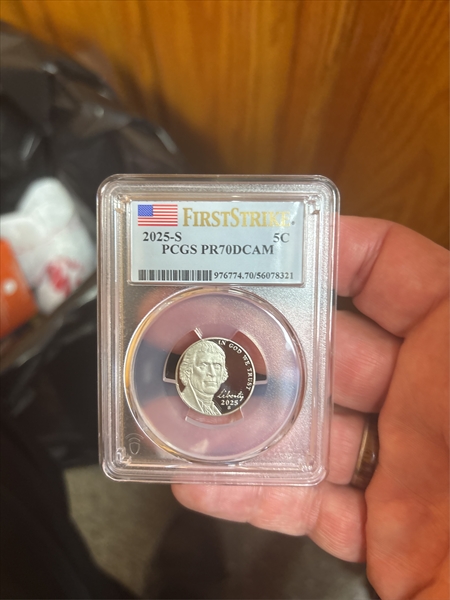 FIRSTSTRIKE
2025-S 5C
PCGS PR70DCAM
976774.70/56078321
IN GOD WE TRUST
Liberty
2025
S